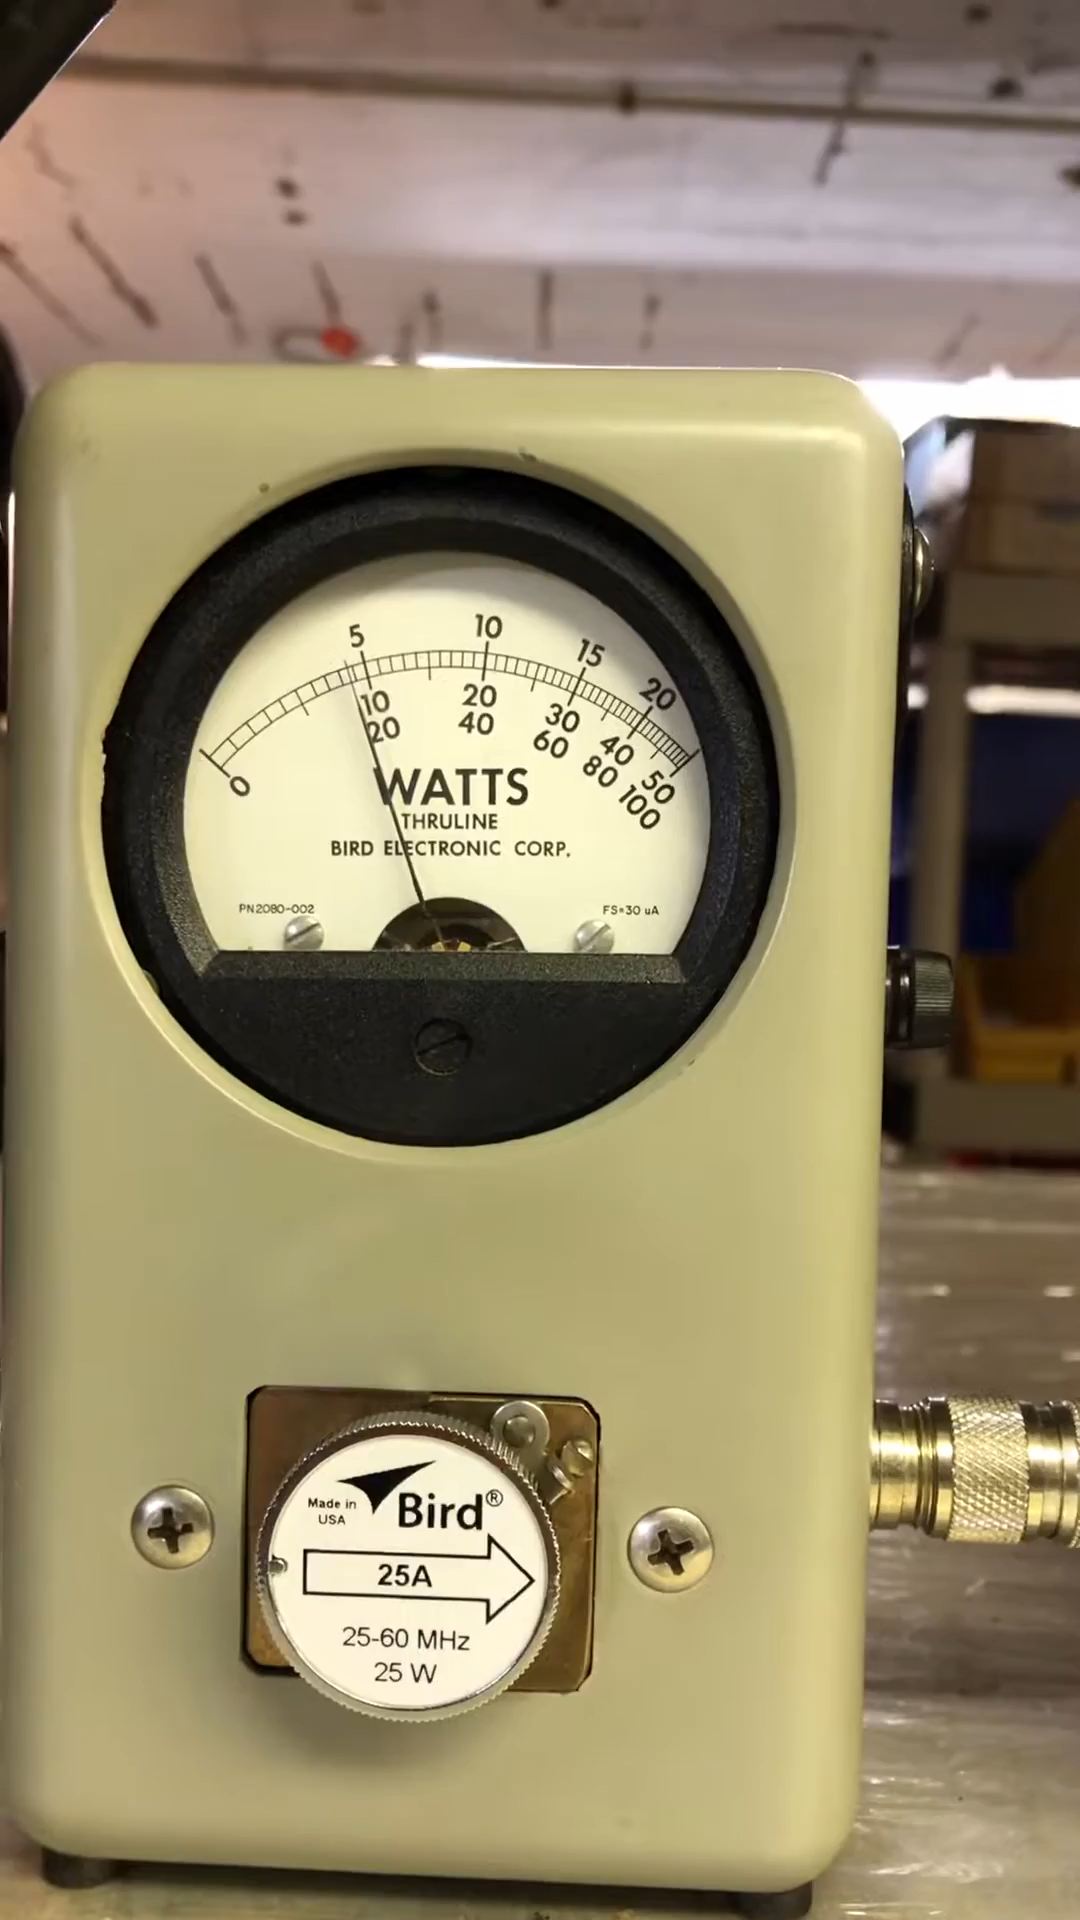 5 10 15 20
0 10 20 30 40 50
20 40 60 80 100
WATTS
THRULINE
BIRD ELECTRONIC CORP.
PN2080-002 FS=30 uA
Made in
USA
Bird®
25A
25-60 MHz
25 W